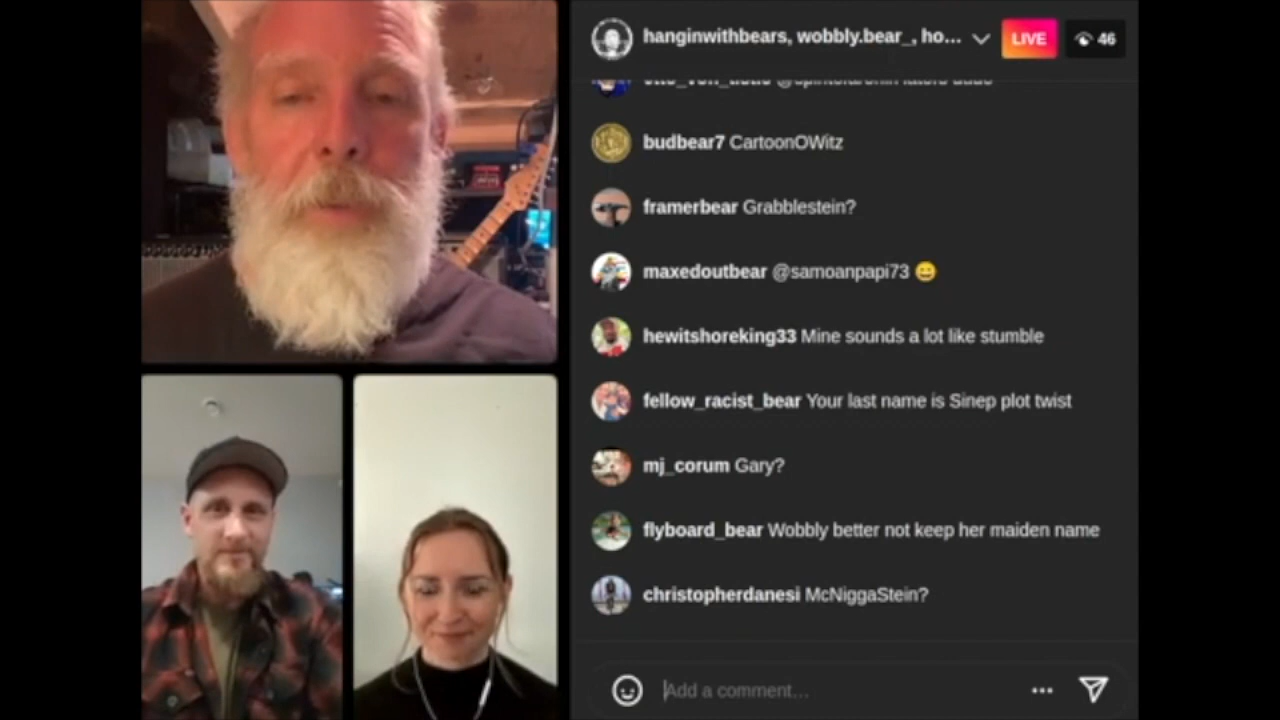 hanginwithbears, wobbly.bear_, ho...
LIVE
46
budbear7 CartoonOWitz
framerbear Grabblestein?
maxedoutbear @samoanpapi73 😀
hewitshoreking33 Mine sounds a lot like stumble
fellow_racist_bear Your last name is Sinep plot twist
mj_corum Gary?
flyboard_bear Wobbly better not keep her maiden name
christopherdanesi McNiggaStein?
Add a comment...